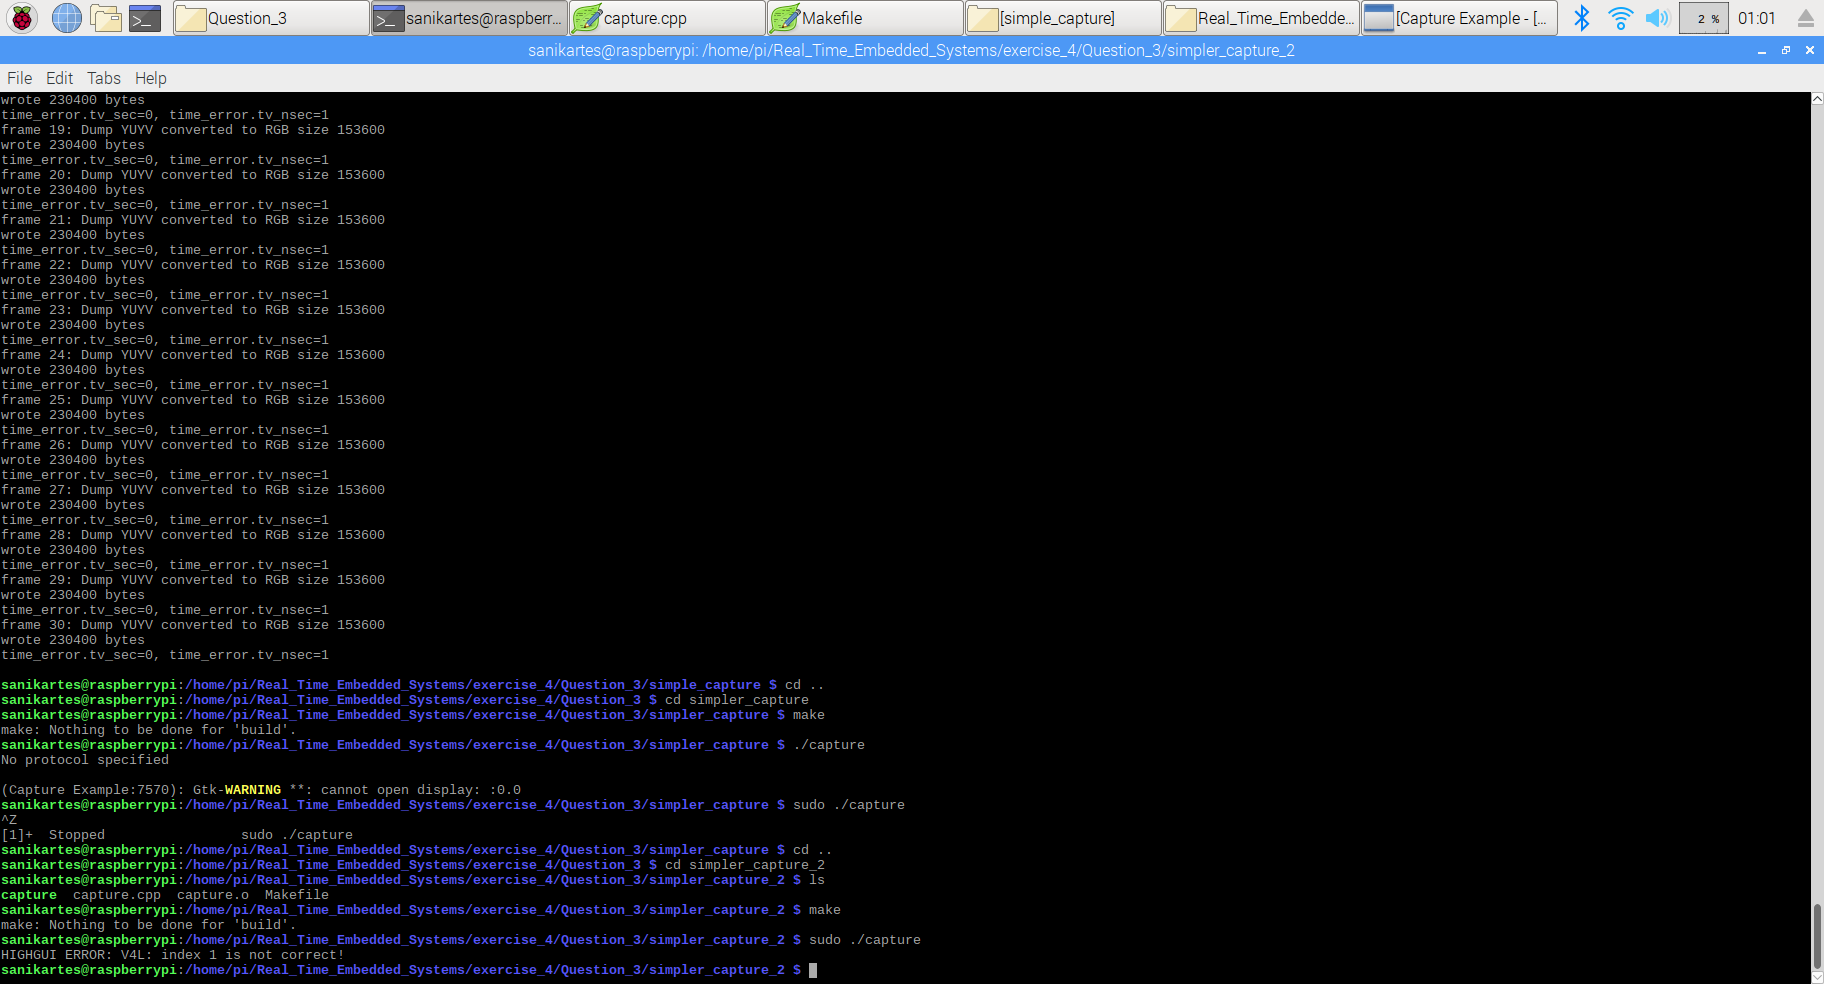 Question_3
sanikartes@raspberr...
capture.cpp
Makefile
[simple_capture]
Real_Time_Embedde...
[Capture Example - [...
2 %
01:01
sanikartes@raspberrypi: /home/pi/Real_Time_Embedded_Systems/exercise_4/Question_3/simpler_capture_2
File Edit Tabs Help
wrote 230400 bytes
time_error.tv_sec=0, time_error.tv_nsec=1
frame 19: Dump YUYV converted to RGB size 153600
wrote 230400 bytes
time_error.tv_sec=0, time_error.tv_nsec=1
frame 20: Dump YUYV converted to RGB size 153600
wrote 230400 bytes
time_error.tv_sec=0, time_error.tv_nsec=1
frame 21: Dump YUYV converted to RGB size 153600
wrote 230400 bytes
time_error.tv_sec=0, time_error.tv_nsec=1
frame 22: Dump YUYV converted to RGB size 153600
wrote 230400 bytes
time_error.tv_sec=0, time_error.tv_nsec=1
frame 23: Dump YUYV converted to RGB size 153600
wrote 230400 bytes
time_error.tv_sec=0, time_error.tv_nsec=1
frame 24: Dump YUYV converted to RGB size 153600
wrote 230400 bytes
time_error.tv_sec=0, time_error.tv_nsec=1
frame 25: Dump YUYV converted to RGB size 153600
wrote 230400 bytes
time_error.tv_sec=0, time_error.tv_nsec=1
frame 26: Dump YUYV converted to RGB size 153600
wrote 230400 bytes
time_error.tv_sec=0, time_error.tv_nsec=1
frame 27: Dump YUYV converted to RGB size 153600
wrote 230400 bytes
time_error.tv_sec=0, time_error.tv_nsec=1
frame 28: Dump YUYV converted to RGB size 153600
wrote 230400 bytes
time_error.tv_sec=0, time_error.tv_nsec=1
frame 29: Dump YUYV converted to RGB size 153600
wrote 230400 bytes
time_error.tv_sec=0, time_error.tv_nsec=1
frame 30: Dump YUYV converted to RGB size 153600
wrote 230400 bytes
time_error.tv_sec=0, time_error.tv_nsec=1
sanikartes@raspberrypi:/home/pi/Real_Time_Embedded_Systems/exercise_4/Question_3/simple_capture $ cd ..
sanikartes@raspberrypi:/home/pi/Real_Time_Embedded_Systems/exercise_4/Question_3 $ cd simpler_capture
sanikartes@raspberrypi:/home/pi/Real_Time_Embedded_Systems/exercise_4/Question_3/simpler_capture $ make
make: Nothing to be done for 'build'.
sanikartes@raspberrypi:/home/pi/Real_Time_Embedded_Systems/exercise_4/Question_3/simpler_capture $ ./capture
No protocol specified
(Capture Example:7570): Gtk-WARNING **: cannot open display: :0.0
sanikartes@raspberrypi:/home/pi/Real_Time_Embedded_Systems/exercise_4/Question_3/simpler_capture $ sudo ./capture
^Z
[1]+  Stopped                 sudo ./capture
sanikartes@raspberrypi:/home/pi/Real_Time_Embedded_Systems/exercise_4/Question_3/simpler_capture $ cd ..
sanikartes@raspberrypi:/home/pi/Real_Time_Embedded_Systems/exercise_4/Question_3 $ cd simpler_capture_2
sanikartes@raspberrypi:/home/pi/Real_Time_Embedded_Systems/exercise_4/Question_3/simpler_capture_2 $ ls
capture  capture.cpp  capture.o  Makefile
sanikartes@raspberrypi:/home/pi/Real_Time_Embedded_Systems/exercise_4/Question_3/simpler_capture_2 $ make
make: Nothing to be done for 'build'.
sanikartes@raspberrypi:/home/pi/Real_Time_Embedded_Systems/exercise_4/Question_3/simpler_capture_2 $ sudo ./capture
HIGHGUI ERROR: V4L: index 1 is not correct!
sanikartes@raspberrypi:/home/pi/Real_Time_Embedded_Systems/exercise_4/Question_3/simpler_capture_2 $